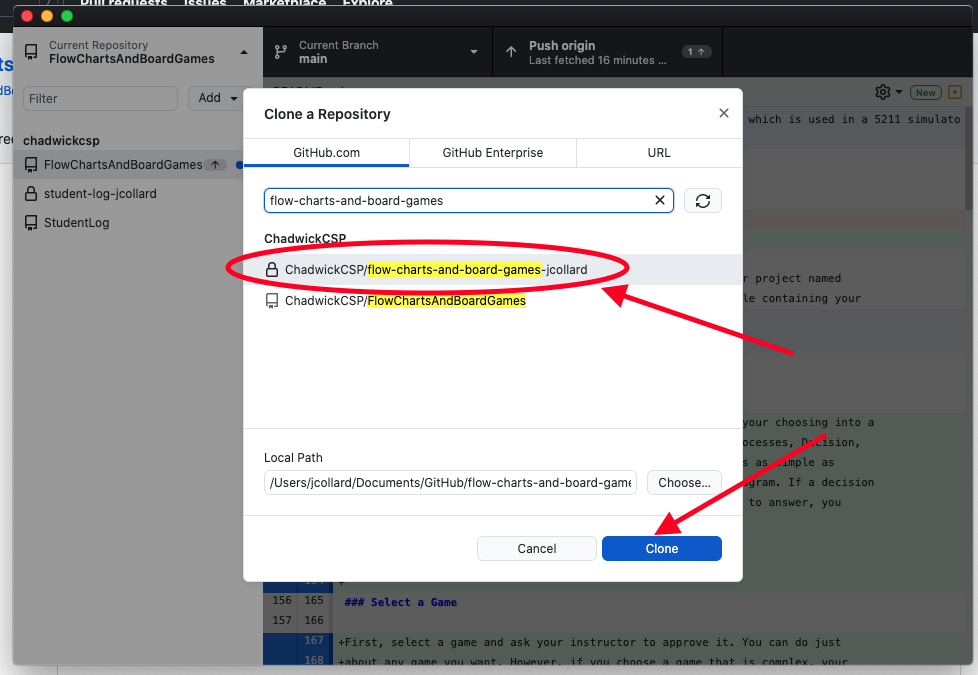 Pull requests Issues Marketplace Explore
Current Repository
FlowChartsAndBoardGames
Current Branch
main
Push origin
Last fetched 16 minutes ...
1
Filter
Add
New
which is used in a 5211 simulato
chadwickcsp
FlowChartsAndBoardGames
student-log-jcollard
StudentLog
Clone a Repository
GitHub.com
GitHub Enterprise
URL
flow-charts-and-board-games
ChadwickCSP
ChadwickCSP/flow-charts-and-board-games-jcollard
ChadwickCSP/FlowChartsAndBoardGames
r project named
le containing your
your choosing into a
ocesses, Decision,
s as simple as
gram. If a decision
to answer, you
Local Path
/Users/jcollard/Documents/GitHub/flow-charts-and-board-game
Choose...
Cancel
Clone
156 165 ### Select a Game
157 166
167 +First, select a game and ask your instructor to approve it. You can do just
168 +about any game you want. However, if you choose a game that is complex, your